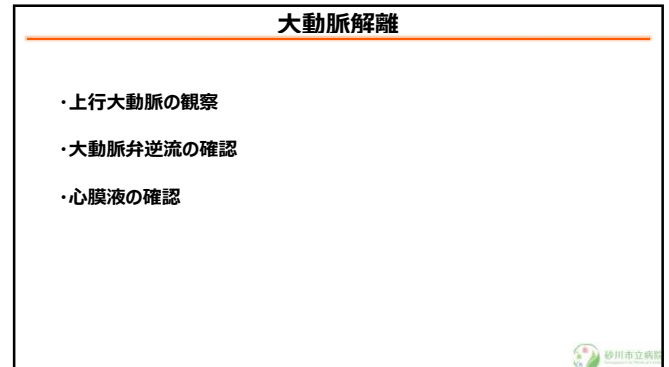 大動脈解離
・上行大動脈の観察
・大動脈弁逆流の確認
・心膜液の確認
砂川市立病院